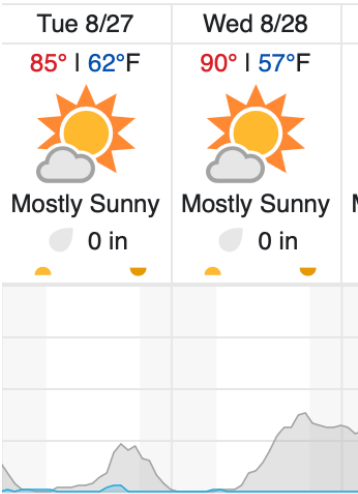 Tue 8/27
85° | 62°F
Mostly Sunny
0 in
Wed 8/28
90° | 57°F
Mostly Sunny
0 in